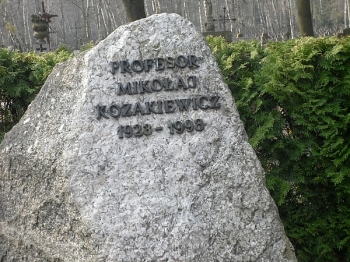 PROFESOR
MIKOŁAJ
KOZAKIEWICZ
1923-1998